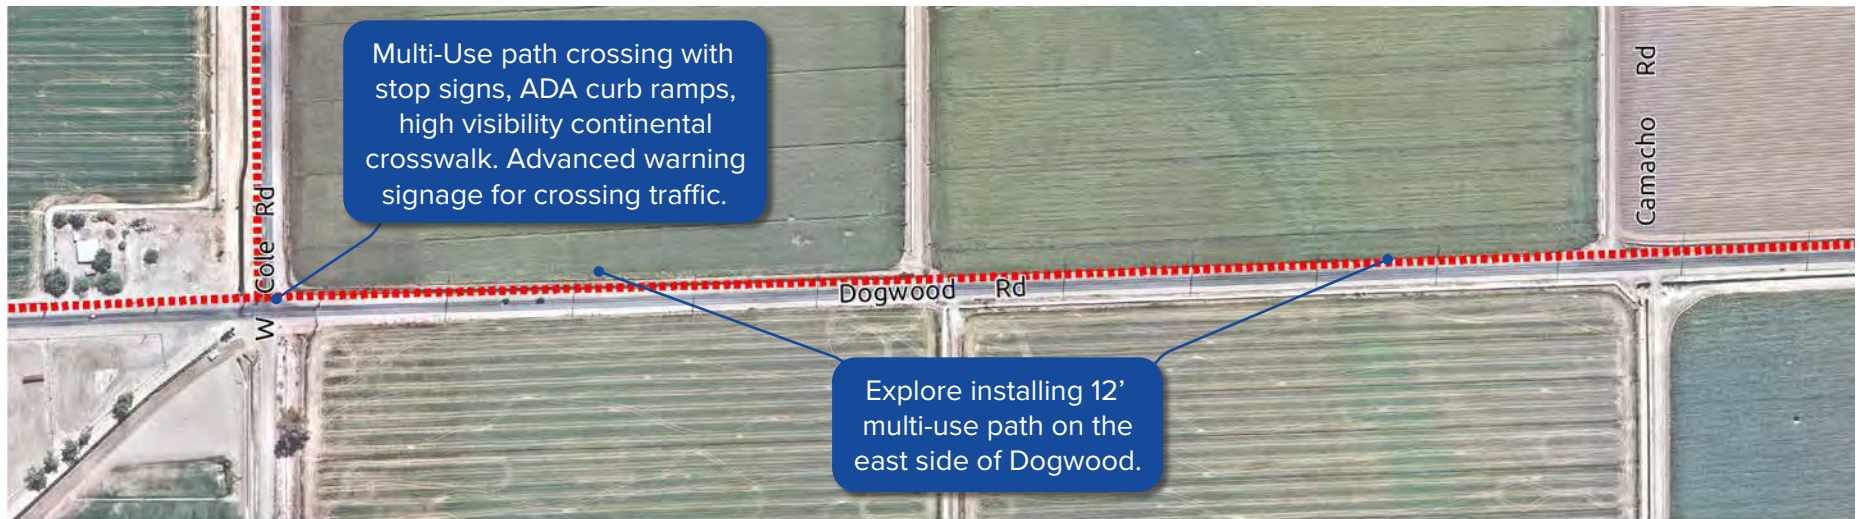 Multi-Use path crossing with
stop signs, ADA curb ramps,
high visibility continental
crosswalk. Advanced warning
signage for crossing traffic.
Camacho Rd
W Cole Rd
Dogwood Rd
Explore installing 12’
multi-use path on the
east side of Dogwood.